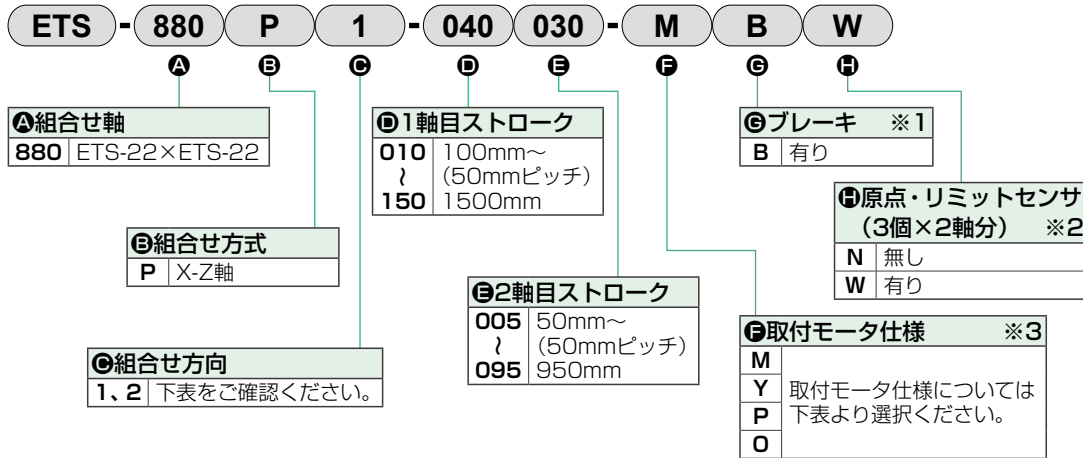 ETS-880P1-040030-MBW
A B C D E F G H
A組合せ軸
880 ETS-22×ETS-22
B組合せ方式
P X-Z軸
C組合せ方向
1、2 下表をご確認ください。
D1軸目ストローク
010 100mm～
≀ （50mmピッチ）
150 1500mm
E2軸目ストローク
005 50mm～
≀ （50mmピッチ）
095 950mm
F取付モータ仕様 ※3
M
Y 取付モータ仕様については
P 下表より選択ください。
O
Gブレーキ ※1
B 有り
H原点・リミットセンサ
（3個×2軸分） ※2
N 無し
W 有り